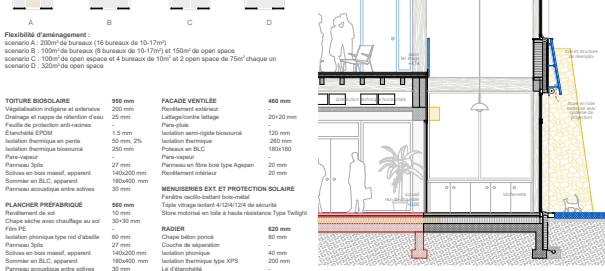 A B C D
Flexibilité d'aménagement :
scenario A : 200m² de bureaux (16 bureaux de 10-17m²)
scenario B : 100m² de bureaux (8 bureaux de 10-17m²) et 150m² de open space
scenario C : 100m² de open espace et 4 bureaux de 10m² et 2 open space de 75m² chaque un
scenario D : 320m² de open space
TOITURE BIOSOLAIRE 950 mm
Végétalisation indigène et extensive 200 mm
Drainage et nappe de rétention d'eau 25 mm
Feuille de protection anti-racines -
Étanchéité EPDM 1.5 mm
Isolation thermique en pente 50 mm, 2%
Isolation thermique biosourcé 250 mm
Pare-vapeur -
Panneau 3plis 27 mm
Solives en bois massif, apparent 140x200 mm
Sommier en BLC, apparent 180x400 mm
Panneau acoustique entre solives 30 mm
PLANCHER PRÉFABRIQUÉ 560 mm
Revêtement de sol 10 mm
Chape sèche avec chauffage au sol 30+30 mm
Film PE -
Isolation phonique type nid d'abeille 60 mm
Panneau 3plis 27 mm
Solives en bois massif, apparent 140x200 mm
Sommier en BLC, apparent 180x400 mm
Panneau acoustique entre solives 30 mm
FACADE VENTILÉE 460 mm
Revêtement extérieur -
Lattage/contre lattage 20+20 mm
Pare-pluie -
Isolation semi-rigide biosourcé 120 mm
Isolation thermique 260 mm
Poteaux en BLC 180x180
Pare-vapeur -
Panneau en fibre bois type Agepan 20 mm
Revêtement intérieur 20 mm
MENUISERIES EXT. ET PROTECTION SOLAIRE
Fenêtre oscillo-battant bois-métal
Triple vitrage isolant 4/12/4/12/4 de sécurité
Store motorisé en toile à haute résistance Type Twilight
RADIER 620 mm
Chape béton poncé 80 mm
Couche de séparation -
Isolation phonique 40 mm
Isolation thermique type XPS 200 mm
Lé d'étanchéité -
distribution technique horizontale
accueil
kitchenette